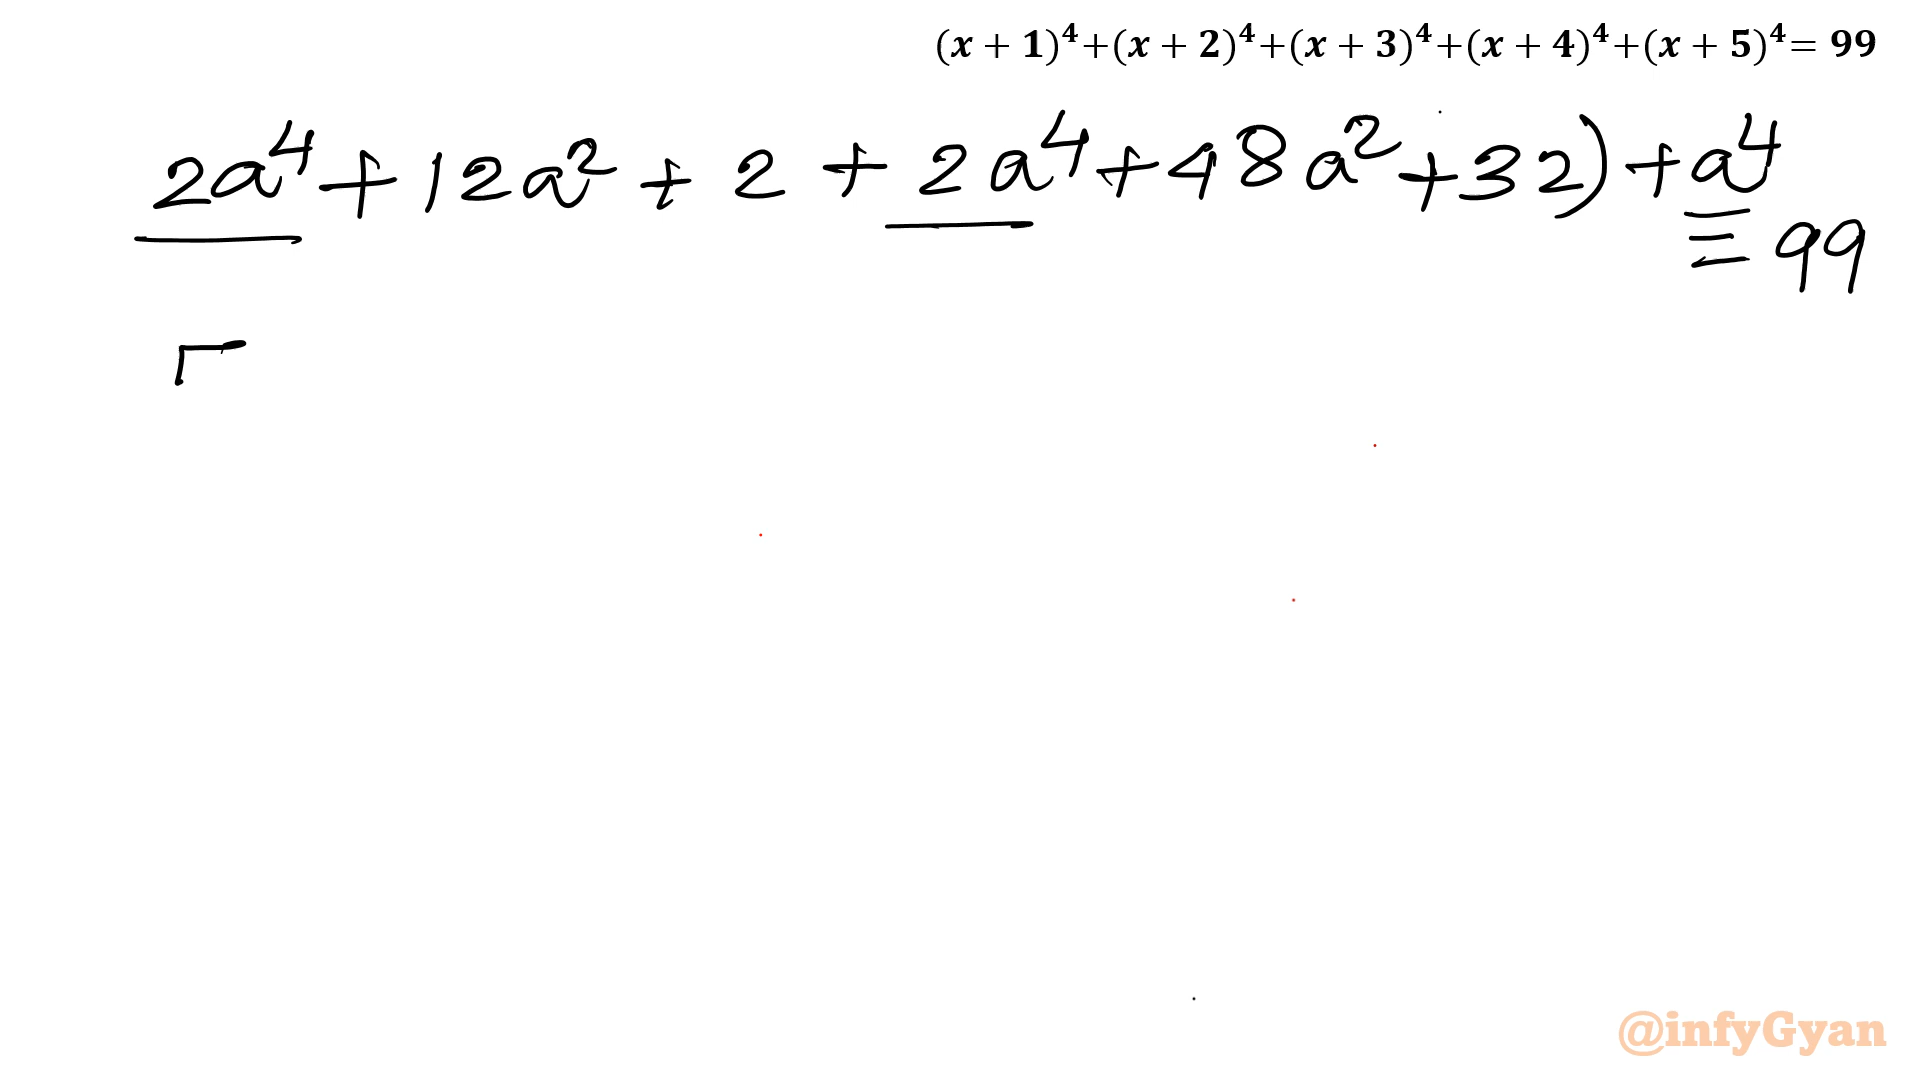 (x + 1)⁴+(x + 2)⁴+(x + 3)⁴+(x + 4)⁴+(x + 5)⁴= 99
2a⁴ + 12a² + 2 + 2a⁴ + 48a² + 32) + a⁴
= 99
@infyGyan